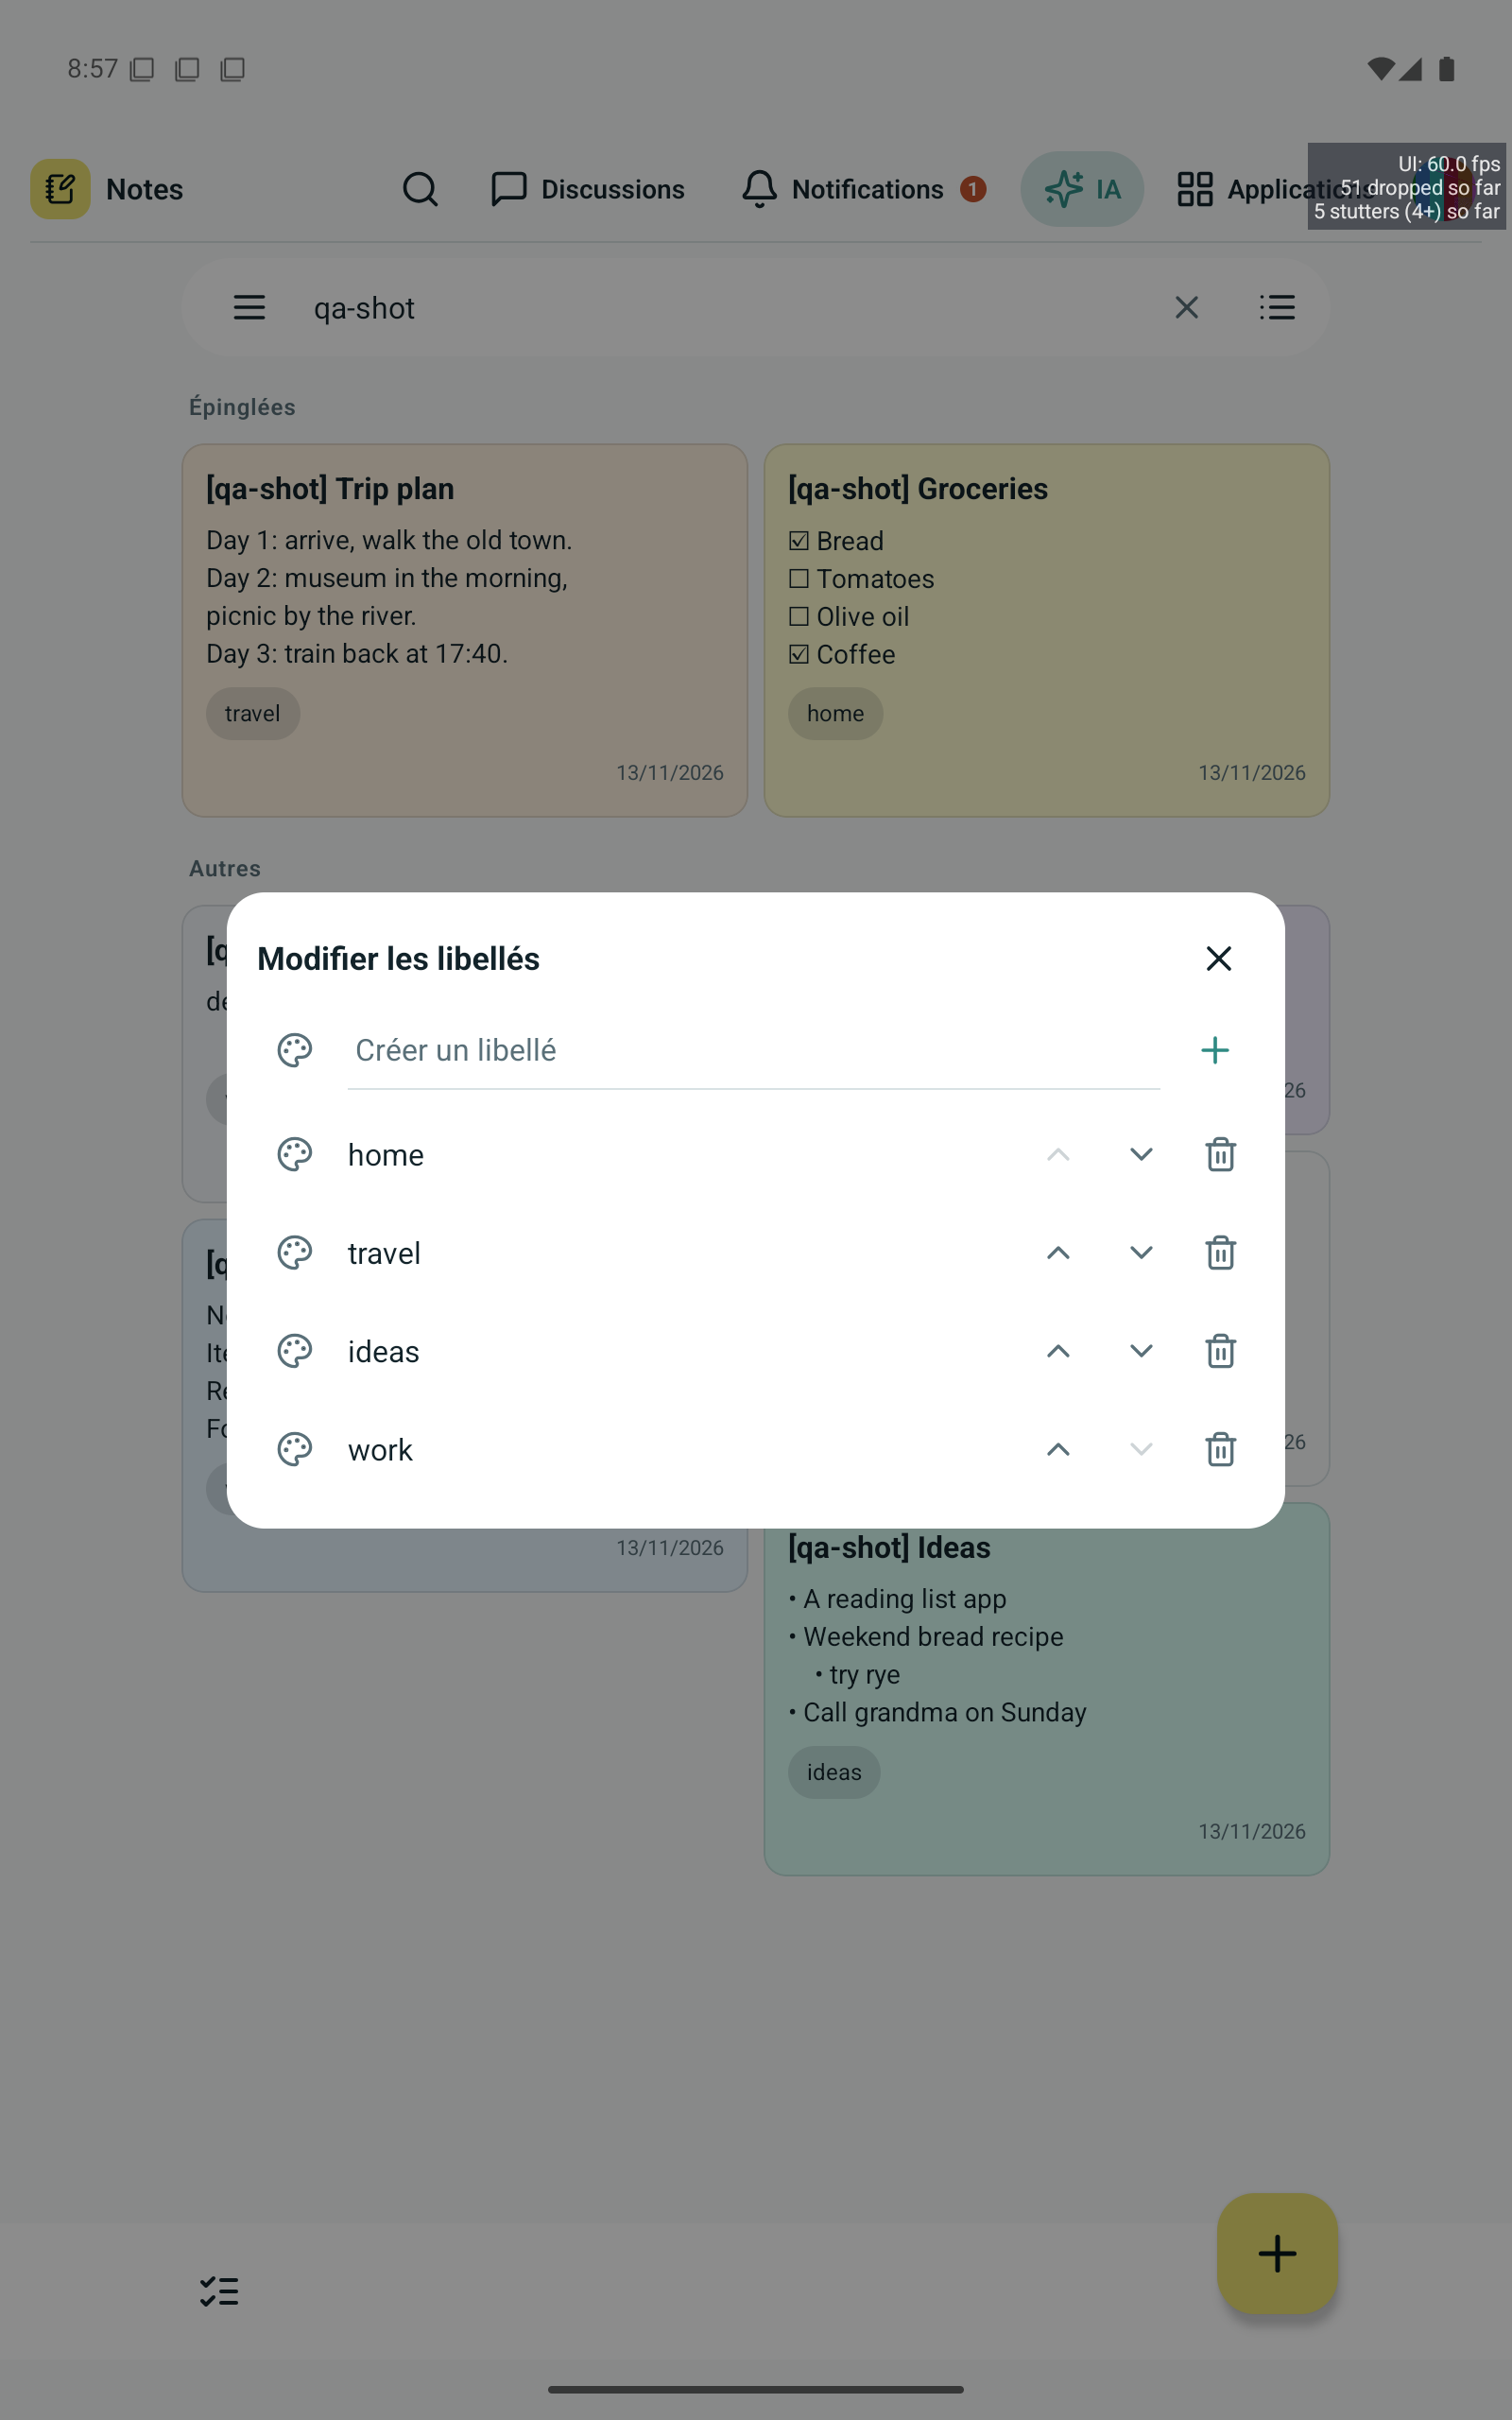 8:57
Notes
Discussions
Notifications 1
IA
UI: 60.0 fps
51 dropped so far
5 stutters (4+) so far
qa-shot
Épinglées
[qa-shot] Trip plan
Day 1: arrive, walk the old town.
Day 2: museum in the morning,
picnic by the river.
Day 3: train back at 17:40.
travel
13/11/2026
[qa-shot] Groceries
☑ Bread
☐ Tomatoes
☐ Olive oil
☑ Coffee
home
13/11/2026
Autres
Modifier les libellés
Créer un libellé
home
travel
ideas
work
13/11/2026
[qa-shot] Ideas
• A reading list app
• Weekend bread recipe
• try rye
• Call grandma on Sunday
ideas
13/11/2026